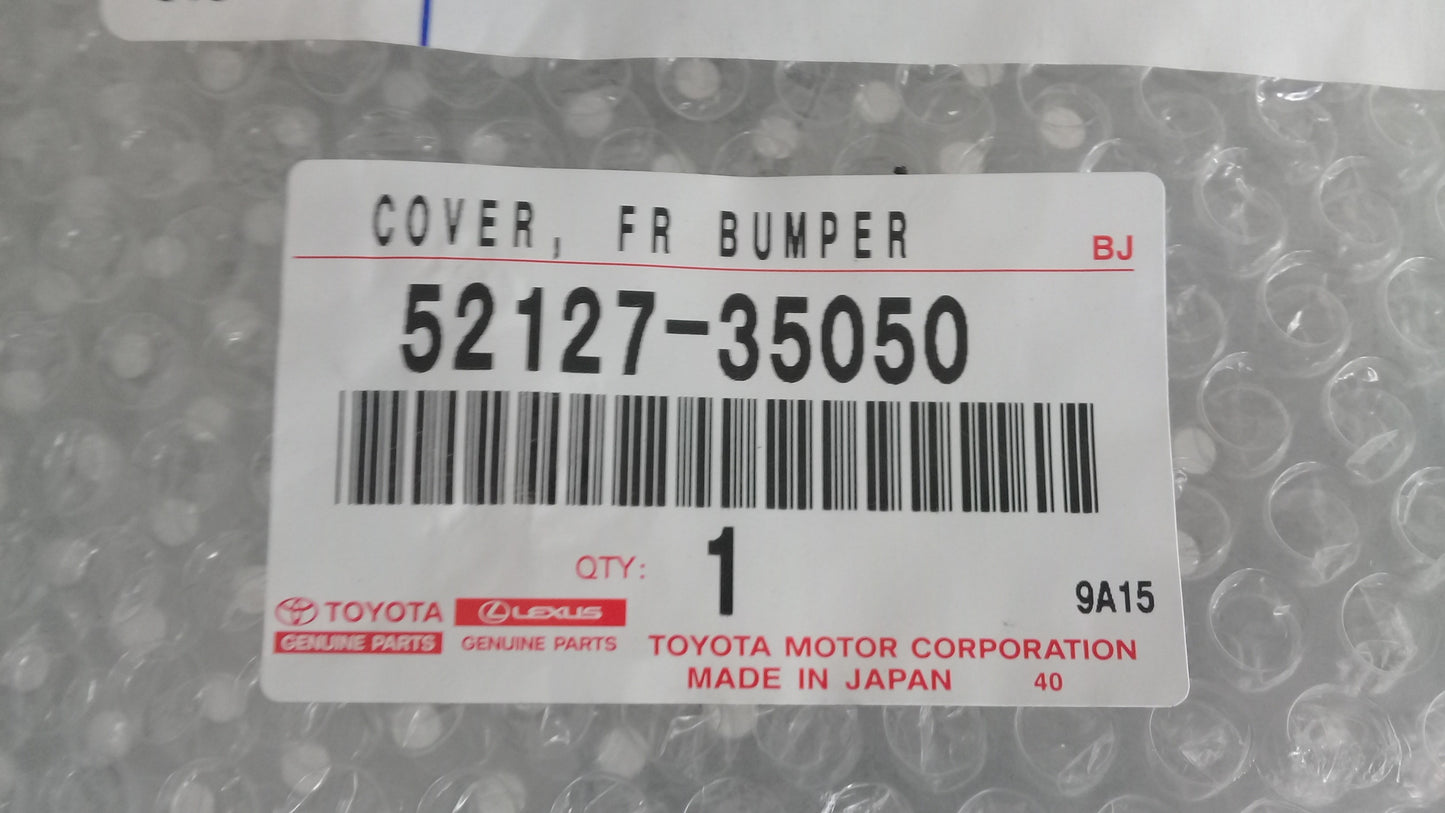 COVER, FR BUMPER
BJ
52127-35050
QTY: 1
9A15
TOYOTA
GENUINE PARTS
LEXUS
GENUINE PARTS
TOYOTA MOTOR CORPORATION
MADE IN JAPAN 40